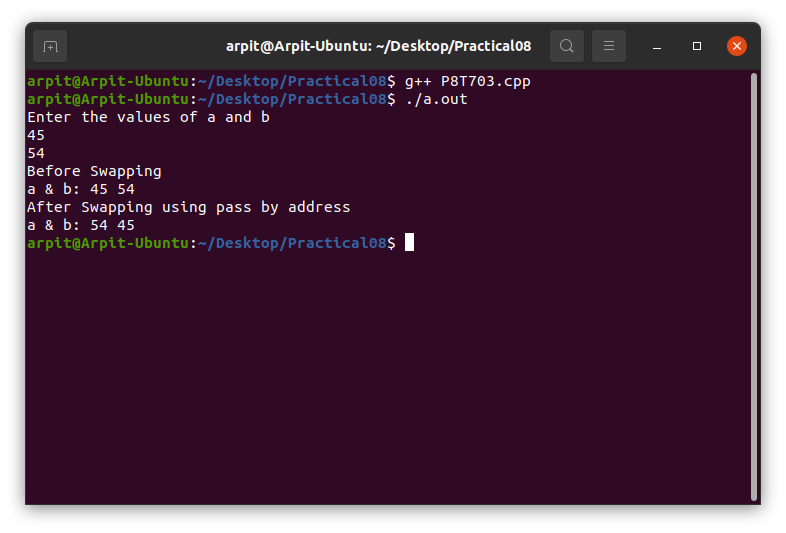 arpit@Arpit-Ubuntu: ~/Desktop/Practical08
arpit@Arpit-Ubuntu:~/Desktop/Practical08$ g++ P8T703.cpp
arpit@Arpit-Ubuntu:~/Desktop/Practical08$ ./a.out
Enter the values of a and b
45
54
Before Swapping
a & b: 45 54
After Swapping using pass by address
a & b: 54 45
arpit@Arpit-Ubuntu:~/Desktop/Practical08$